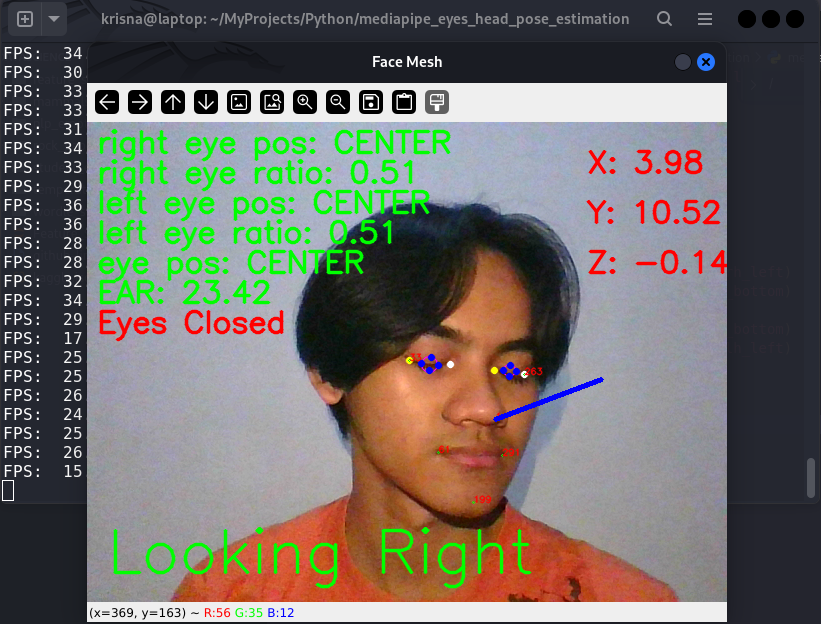 krisna@laptop: ~/MyProjects/Python/mediapipe_eyes_head_pose_estimation
Face Mesh
FPS: 34
FPS: 30
FPS: 33
FPS: 33
FPS: 31
FPS: 34
FPS: 33
FPS: 29
FPS: 36
FPS: 36
FPS: 28
FPS: 28
FPS: 32
FPS: 34
FPS: 29
FPS: 17
FPS: 25
FPS: 25
FPS: 26
FPS: 24
FPS: 25
FPS: 26
FPS: 15
right eye pos: CENTER
right eye ratio: 0.51
left eye pos: CENTER
left eye ratio: 0.51
eye pos: CENTER
EAR: 23.42
Eyes Closed
X: 3.98
Y: 10.52
Z: -0.14
199
Looking Right
(x=369, y=163) ~ R:56 G:35 B:12